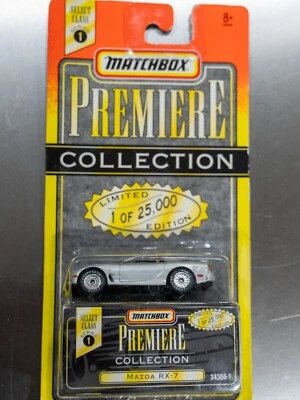 SELECT CLASS
1
8+
MATCHBOX
PREMIERE
COLLECTION
LIMITED
1 OF 25,000
EDITION
MATCHBOX
SELECT CLASS
1
PREMIERE
COLLECTION
MAZDA RX-7
34366-1